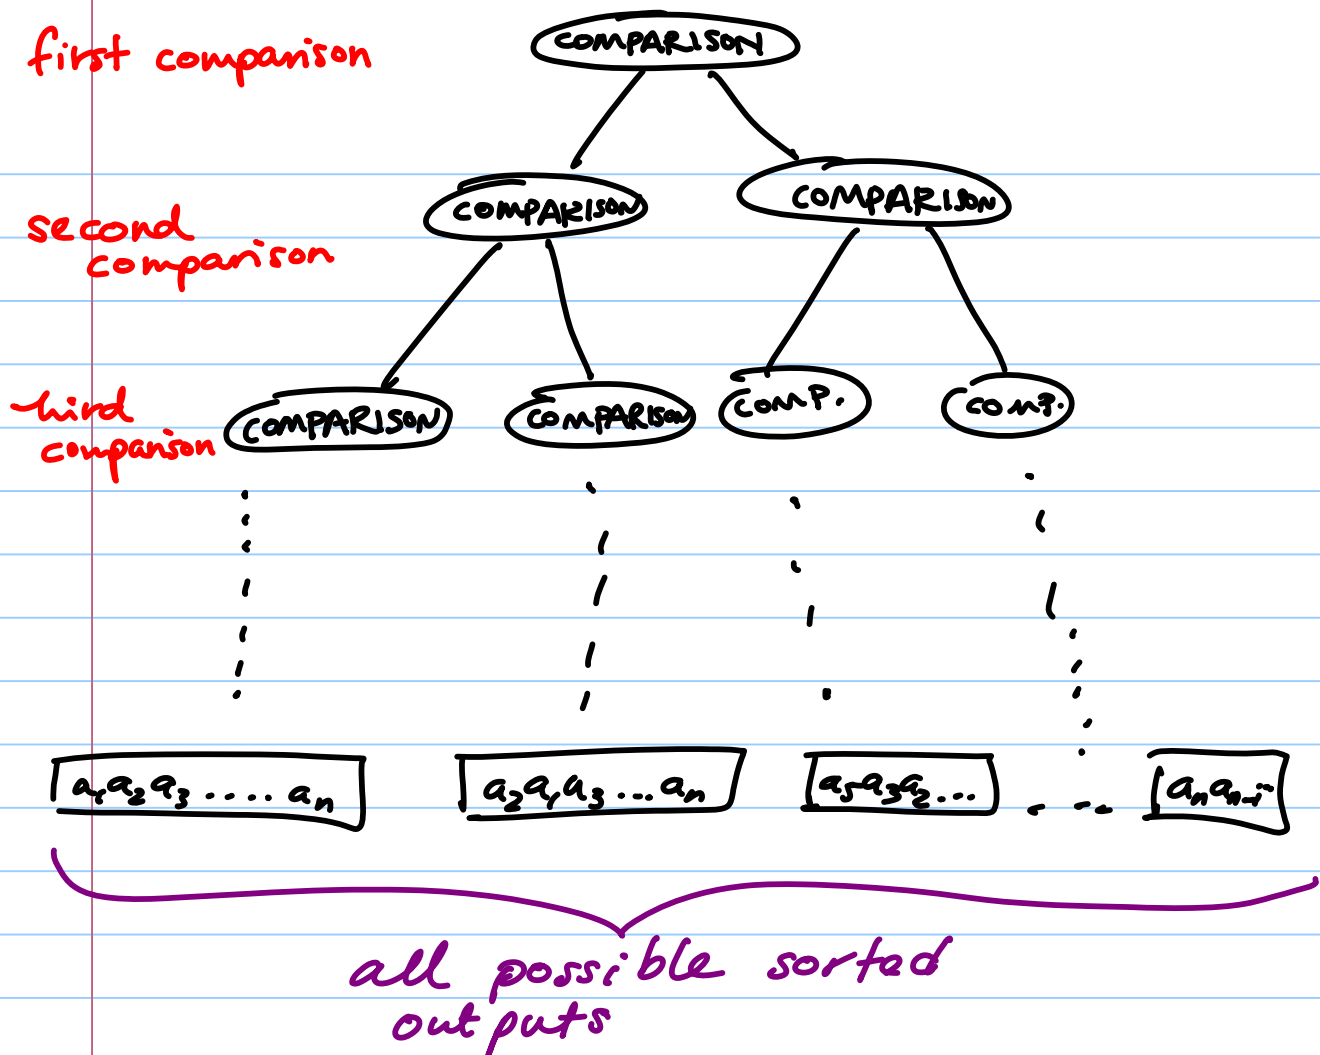 first comparison
COMPARISON
second
comparison
COMPARISON
COMPARISON
third
comparison
COMPARISON
COMPARISON
COMP.
COMP.
a₁a₂a₃ ..... aₙ
a₂a₁a₃ ... aₙ
a₅a₃a₂...
aₙaₙ₋₁..
all possible sorted
outputs